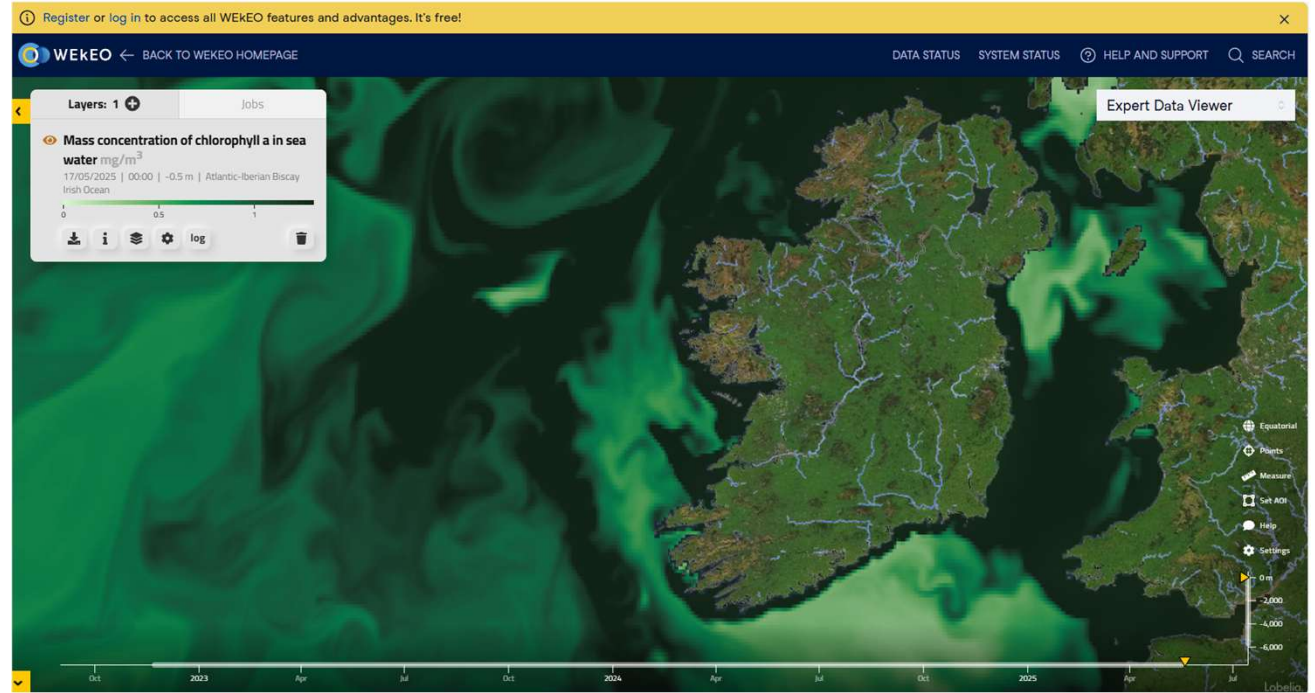 Register or log in to access all WEkEO features and advantages. It's free!
WEkEO BACK TO WEKEO HOMEPAGE
DATA STATUS SYSTEM STATUS HELP AND SUPPORT SEARCH
Layers: 1 Jobs
Expert Data Viewer
Mass concentration of chlorophyll a in sea
water mg/m³
17/05/2025 | 00:00 | -0.5 m | Atlantic-Iberian Biscay
Irish Ocean
0 0.5 1
log
Equatorial
Points
Measure
Set AOI
Help
Settings
0 m
-2,000
-4,000
-6,000
Oct 2023 Apr Jul Oct 2024 Apr Jul Oct 2025 Apr Jul
Lobelia